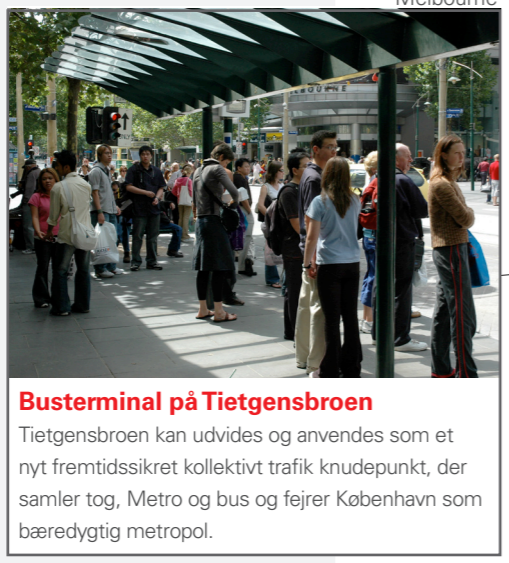 Melbourne
BOURNE
Busterminal på Tietgensbroen
Tietgensbroen kan udvides og anvendes som et
nyt fremtidssikret kollektivt trafik knudepunkt, der
samler tog, Metro og bus og fejrer København som
bæredygtig metropol.